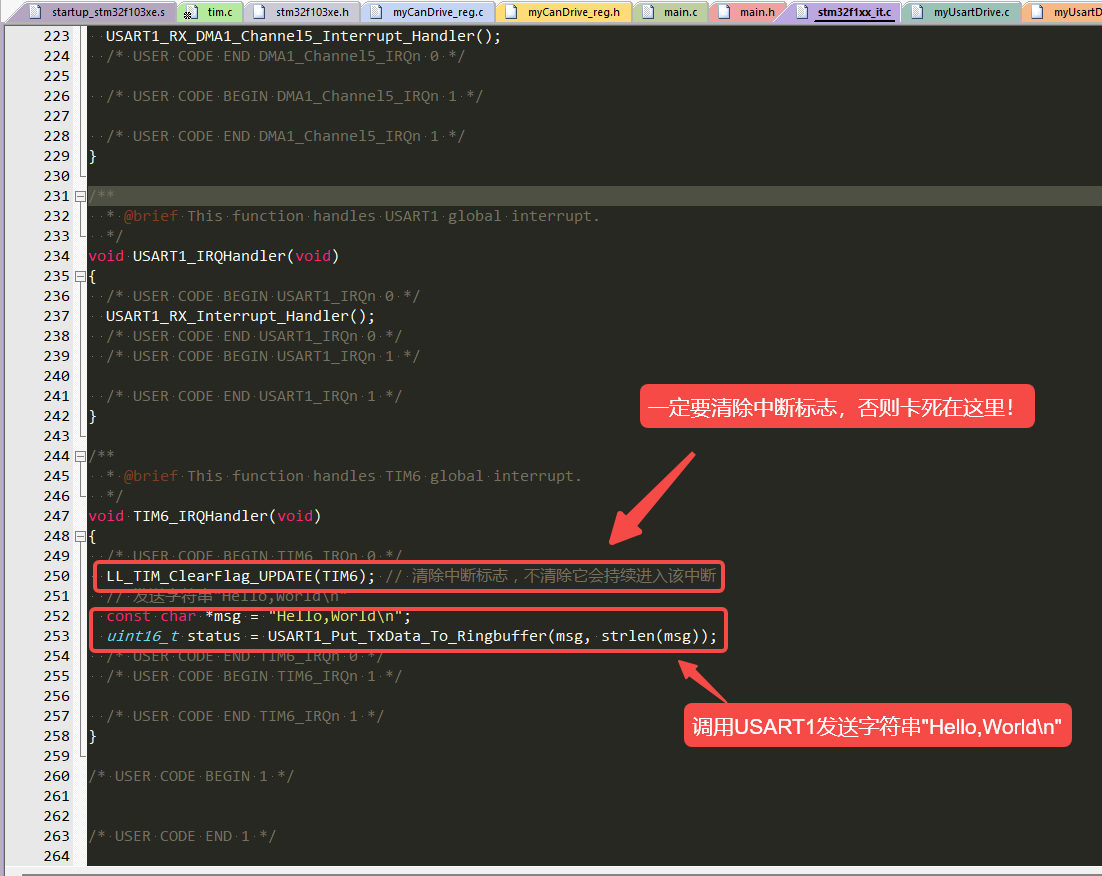 startup_stm32f103xe.s tim.c stm32f103xe.h myCanDrive_reg.c myCanDrive_reg.h main.c main.h stm32f1xx_it.c myUsartDrive.c myUsartD
223 USART1_RX_DMA1_Channel5_Interrupt_Handler();
224 /* USER CODE END DMA1_Channel5_IRQn 0 */
225
226 /* USER CODE BEGIN DMA1_Channel5_IRQn 1 */
227
228 /* USER CODE END DMA1_Channel5_IRQn 1 */
229 }
230
231 /**
232 * @brief This function handles USART1 global interrupt.
233 */
234 void USART1_IRQHandler(void)
235 {
236 /* USER CODE BEGIN USART1_IRQn 0 */
237 USART1_RX_Interrupt_Handler();
238 /* USER CODE END USART1_IRQn 0 */
239 /* USER CODE BEGIN USART1_IRQn 1 */
240
241 /* USER CODE END USART1_IRQn 1 */
242 }
一定要清除中断标志，否则卡死在这里！
243
244 /**
245 * @brief This function handles TIM6 global interrupt.
246 */
247 void TIM6_IRQHandler(void)
248 {
249 /* USER CODE BEGIN TIM6_IRQn 0 */
250 LL_TIM_ClearFlag_UPDATE(TIM6); // 清除中断标志，不清除它会持续进入该中断
251 // 发送字符串"Hello,World\n"
252 const char *msg = "Hello,World\n";
253 uint16_t status = USART1_Put_TxData_To_Ringbuffer(msg, strlen(msg));
254 /* USER CODE END TIM6_IRQn 0 */
255 /* USER CODE BEGIN TIM6_IRQn 1 */
256
257 /* USER CODE END TIM6_IRQn 1 */
调用USART1发送字符串"Hello,World\n"
258 }
259
260 /* USER CODE BEGIN 1 */
261
262
263 /* USER CODE END 1 */
264